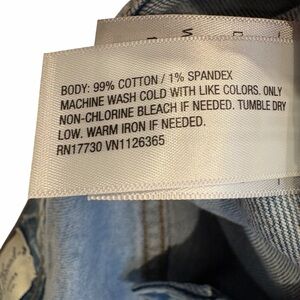 BODY: 99% COTTON / 1% SPANDEX
MACHINE WASH COLD WITH LIKE COLORS. ONLY
NON-CHLORINE BLEACH IF NEEDED. TUMBLE DRY
LOW. WARM IRON IF NEEDED.
RN17730 VN1126365